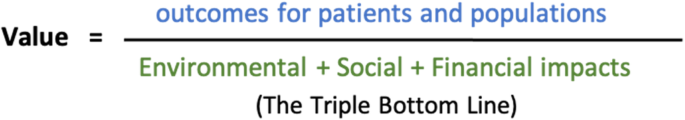 outcomes for patients and populations
Value =
Environmental + Social + Financial impacts
(The Triple Bottom Line)